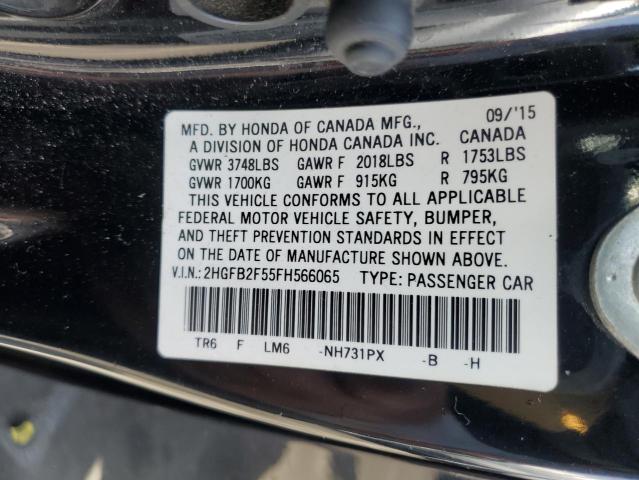 09/'15
MFD. BY HONDA OF CANADA MFG., CANADA
A DIVISION OF HONDA CANADA INC.
GVWR 3748LBS GAWR F 2018LBS R 1753LBS
GVWR 1700KG GAWR F 915KG R 795KG
THIS VEHICLE CONFORMS TO ALL APPLICABLE
FEDERAL MOTOR VEHICLE SAFETY, BUMPER,
AND THEFT PREVENTION STANDARDS IN EFFECT
ON THE DATE OF MANUFACTURE SHOWN ABOVE.
V.I.N.: 2HGFB2F55FH566065 TYPE: PASSENGER CAR
TR6 F LM6 -NH731PX -B -H